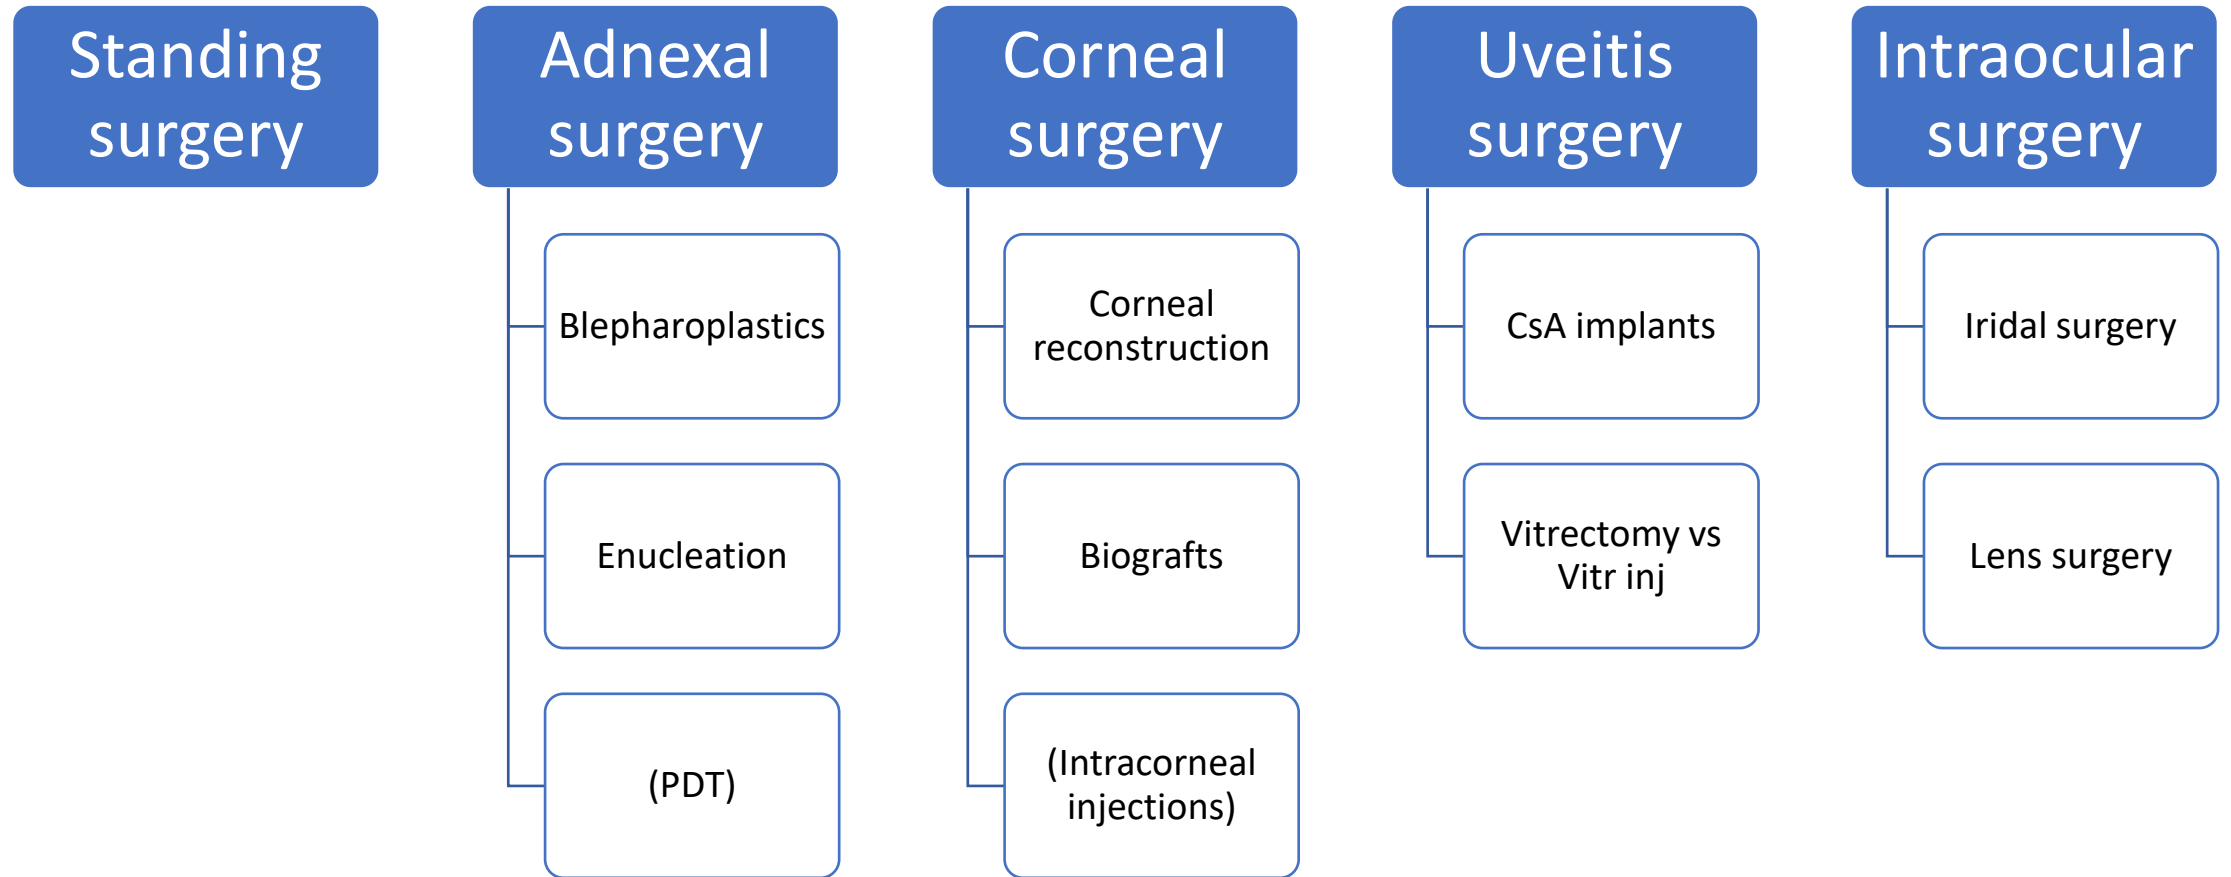 Standing
surgery
Adnexal
surgery
Blepharoplastics
Enucleation
(PDT)
Corneal
surgery
Corneal
reconstruction
Biografts
(Intracorneal
injections)
Uveitis
surgery
CsA implants
Vitrectomy vs
Vitr inj
Intraocular
surgery
Iridal surgery
Lens surgery